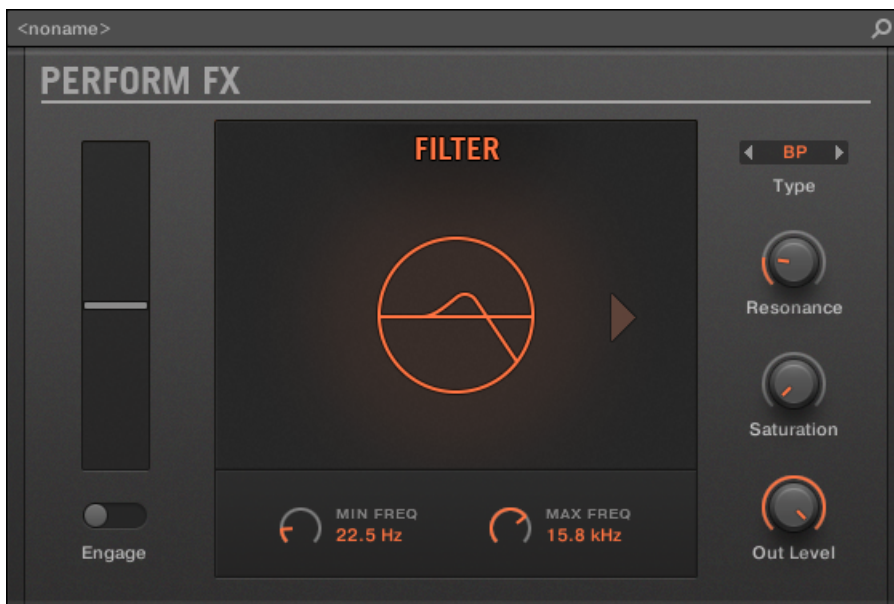 <noname>
PERFORM FX
FILTER
BP
Type
Resonance
Saturation
Out Level
MIN FREQ
22.5 Hz
MAX FREQ
15.8 kHz
Engage